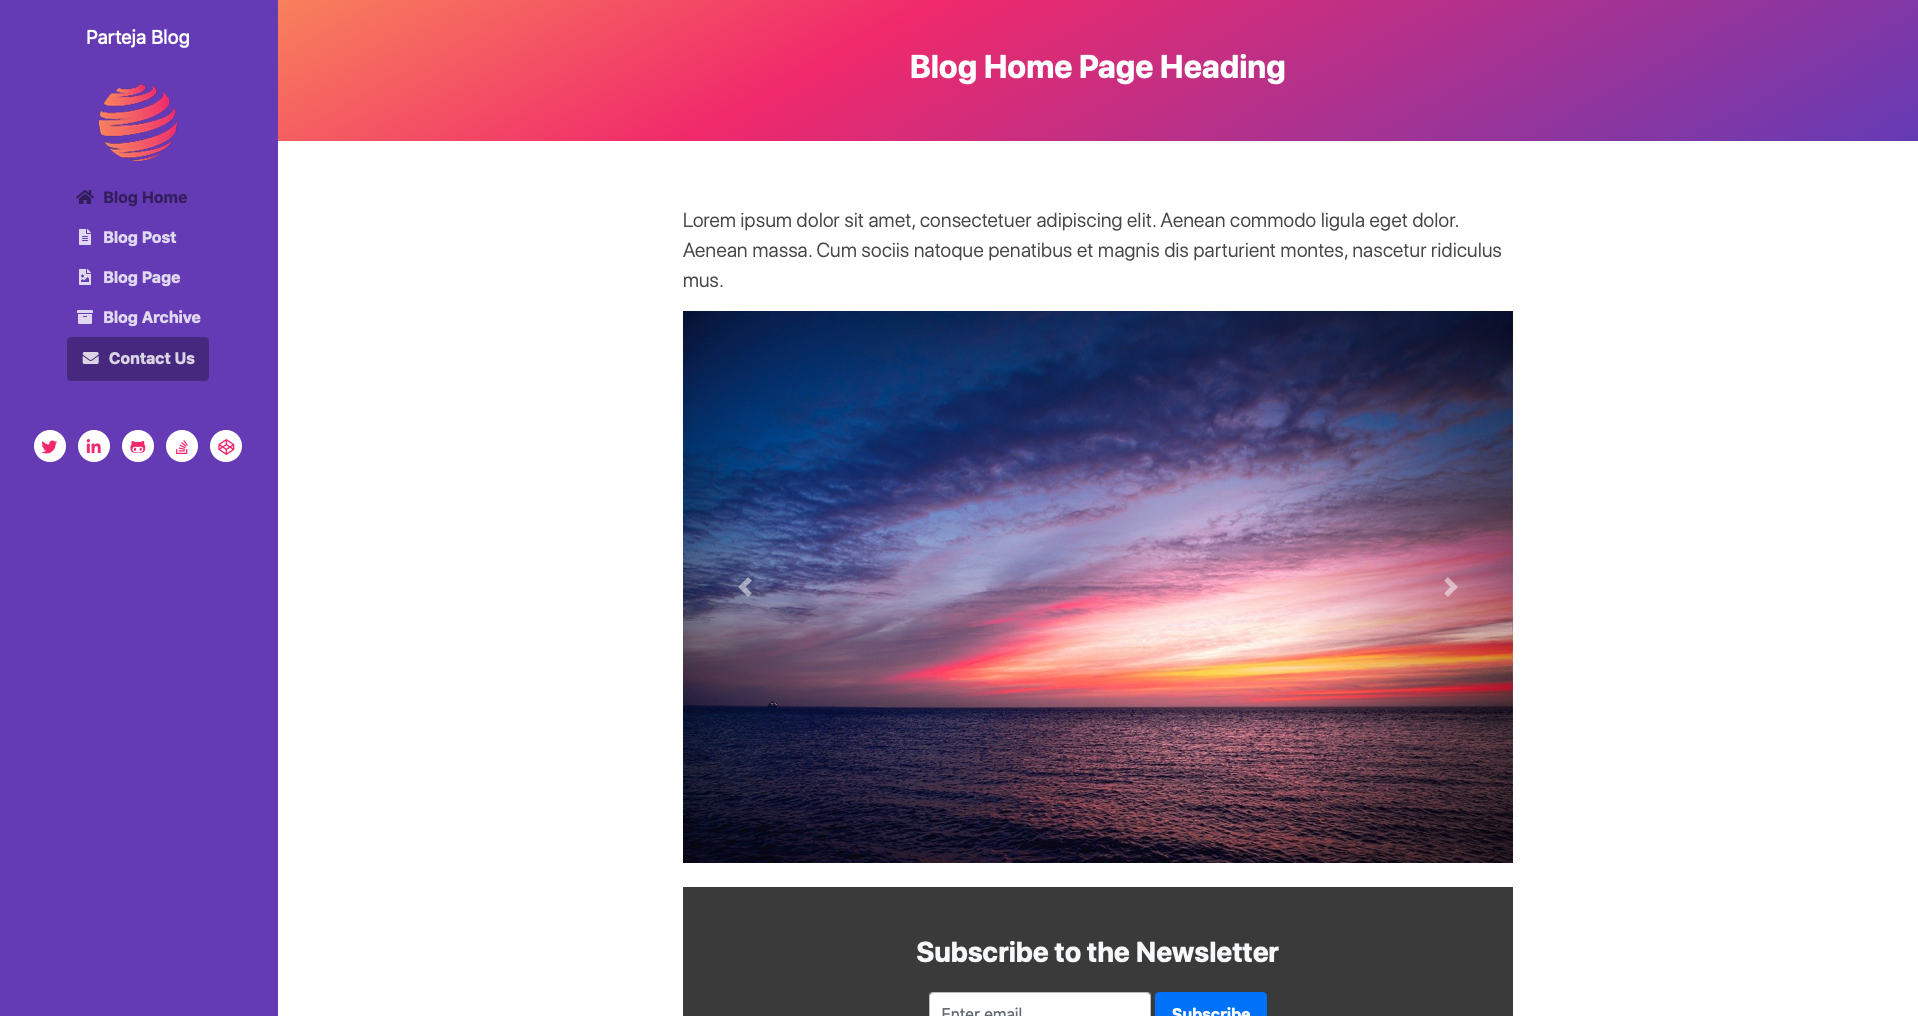 Parteja Blog
Blog Home
Blog Post
Blog Page
Blog Archive
Contact Us
Blog Home Page Heading
Lorem ipsum dolor sit amet, consectetuer adipiscing elit. Aenean commodo ligula eget dolor.
Aenean massa. Cum sociis natoque penatibus et magnis dis parturient montes, nascetur ridiculus
mus.
Subscribe to the Newsletter
Enter email
Subscribe